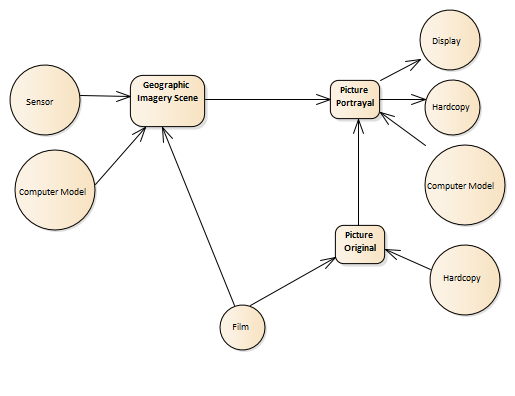 Display
Geographic
Imagery Scene
Picture
Portrayal
Sensor
Hardcopy
Computer Model
Computer Model
Picture
Original
Hardcopy
Film